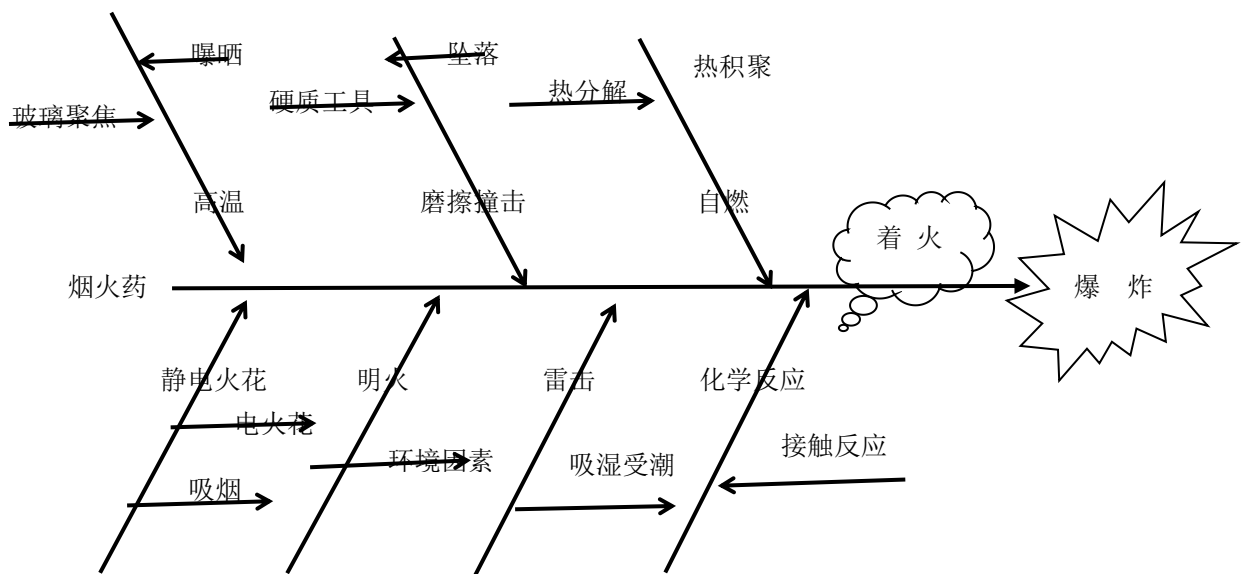 曝晒
坠落
热积聚
玻璃聚焦
硬质工具
热分解
高温
磨擦撞击
自燃
着火
烟火药
爆 炸
静电火花
明火
雷击
化学反应
电火花
环境因素
吸湿受潮
接触反应
吸烟